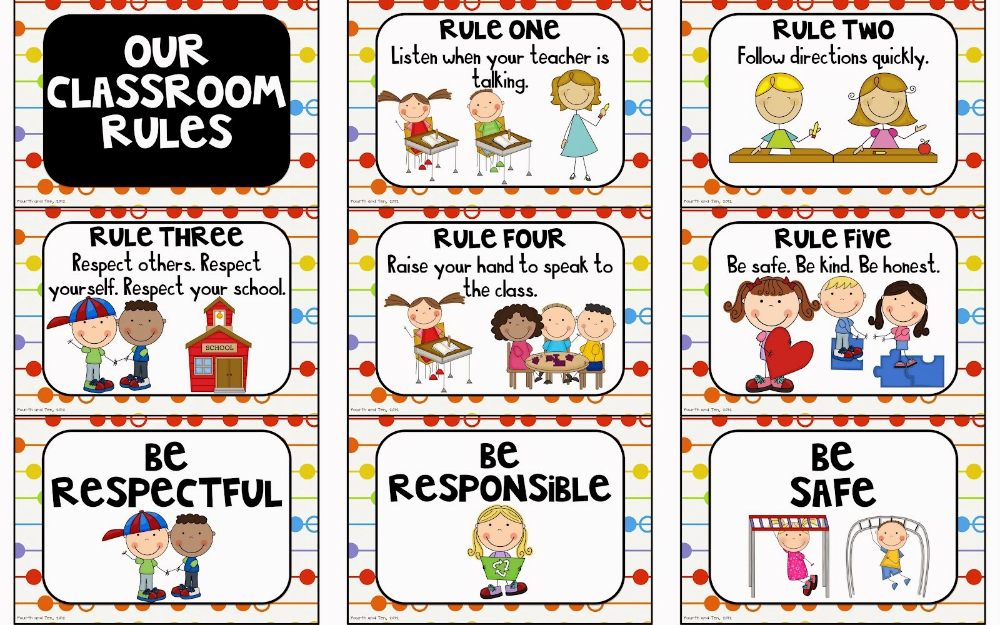 OUR
CLASSROOM
RULES
Fourth and Ten, 2012
RULE ONE
Listen when your teacher is
talking.
Fourth and Ten, 2012
RULE TWO
Follow directions quickly.
Fourth and Ten, 2012
RULE THREE
Respect others. Respect
yourself. Respect your school.
SCHOOL
Fourth and Ten, 2012
RULE FOUR
Raise your hand to speak to
the class.
Fourth and Ten, 2012
RULE FIVE
Be safe. Be kind. Be honest.
Fourth and Ten, 2012
BE
RESPECTFUL
Fourth and Ten, 2012
BE
RESPONSIBLE
Fourth and Ten, 2012
BE
SAFE
Fourth and Ten, 2012